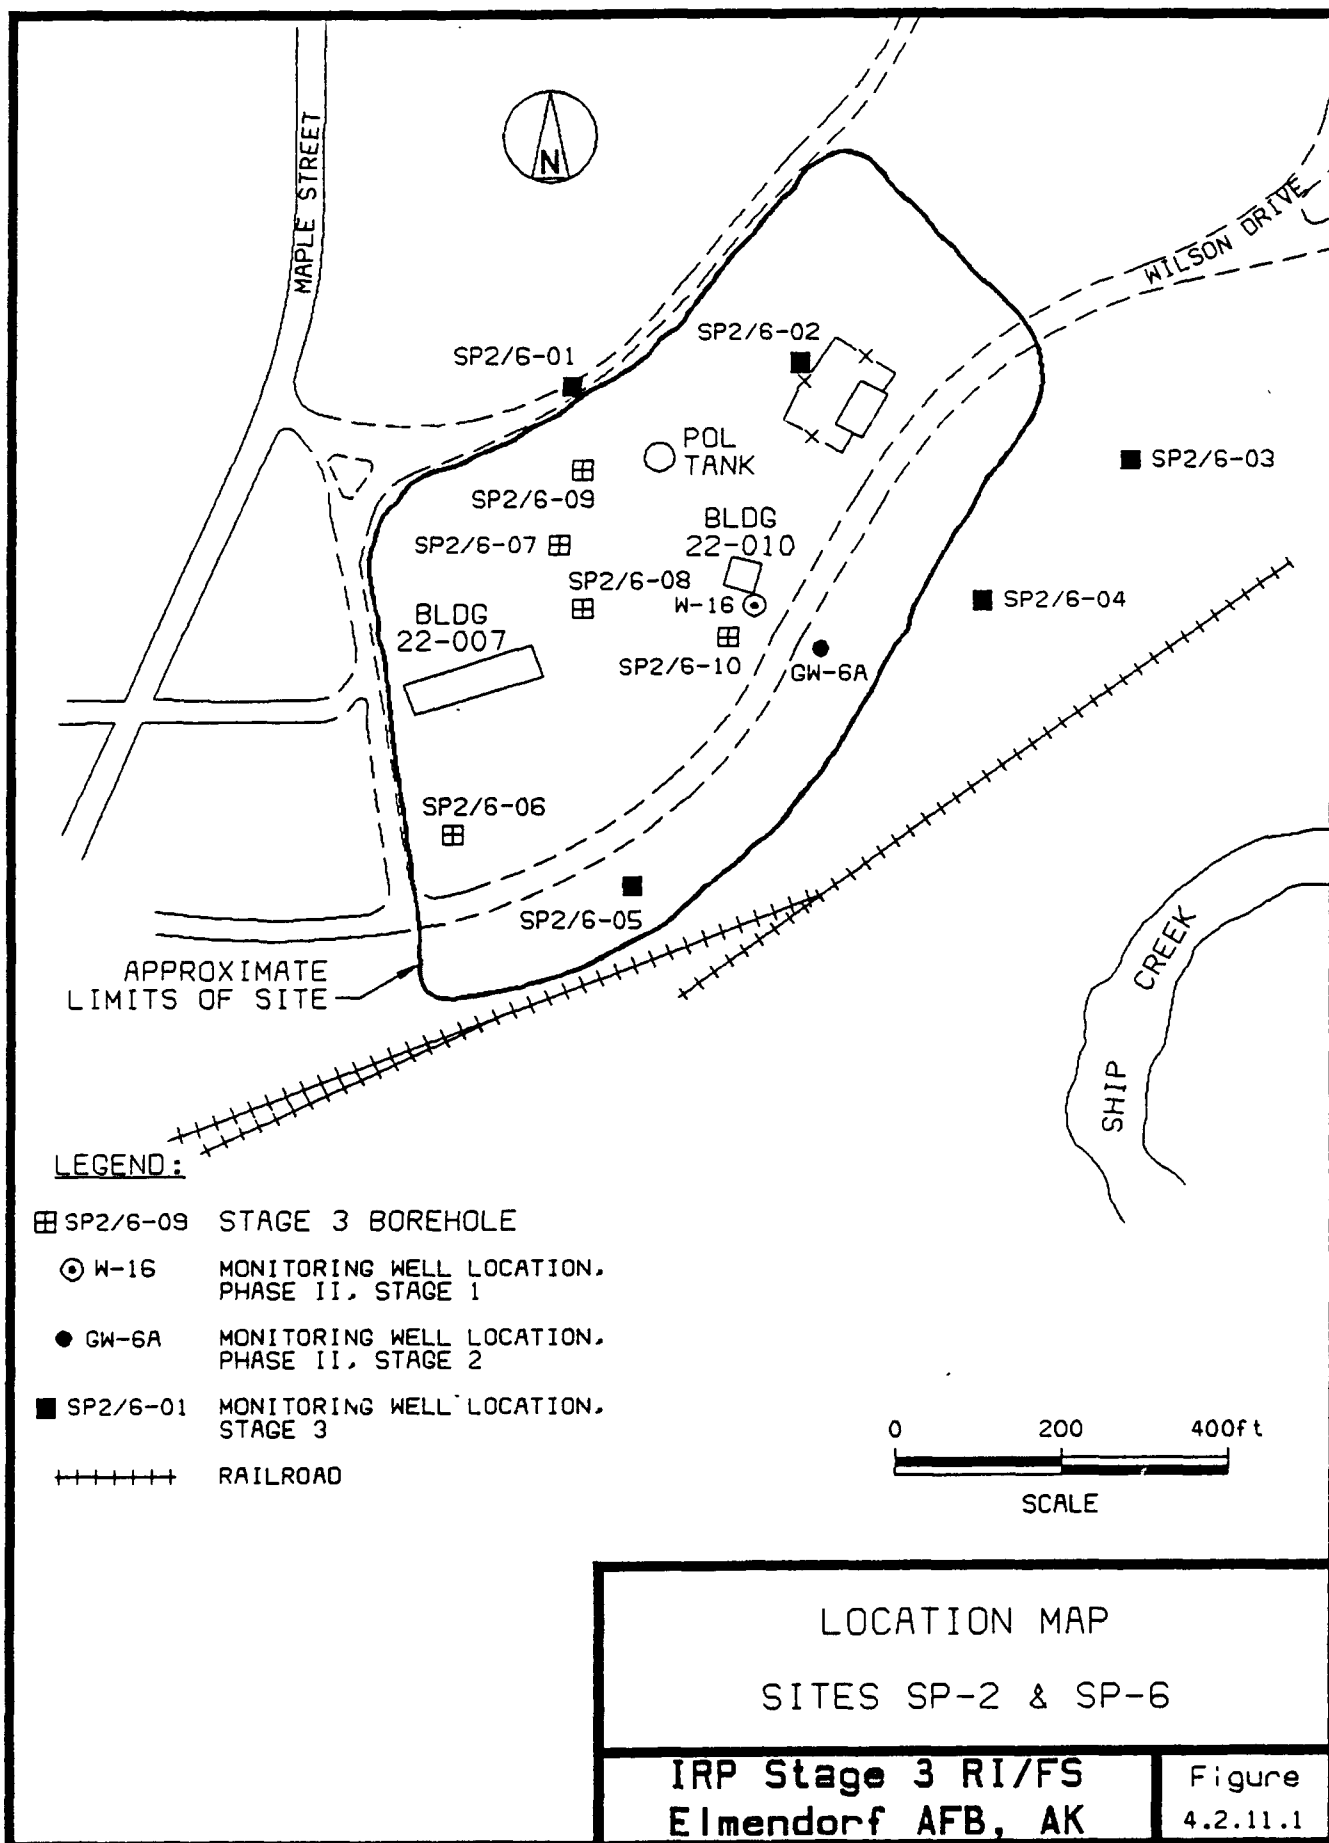 MAPLE STREET
N
WILSON DRIVE
SP2/6-02
SP2/6-01
POL
TANK
SP2/6-03
SP2/6-09
BLDG
22-010
SP2/6-07
SP2/6-08
W-16
SP2/6-04
BLDG
22-007
SP2/6-10
GW-6A
SP2/6-06
SP2/6-05
APPROXIMATE
LIMITS OF SITE
SHIP CREEK
LEGEND:
SP2/6-09 STAGE 3 BOREHOLE
W-16 MONITORING WELL LOCATION,
PHASE II, STAGE 1
GW-6A MONITORING WELL LOCATION,
PHASE II, STAGE 2
SP2/6-01 MONITORING WELL LOCATION,
STAGE 3
RAILROAD
0 200 400ft
SCALE
LOCATION MAP
SITES SP-2 & SP-6
IRP Stage 3 RI/FS
Elmendorf AFB, AK
Figure
4.2.11.1